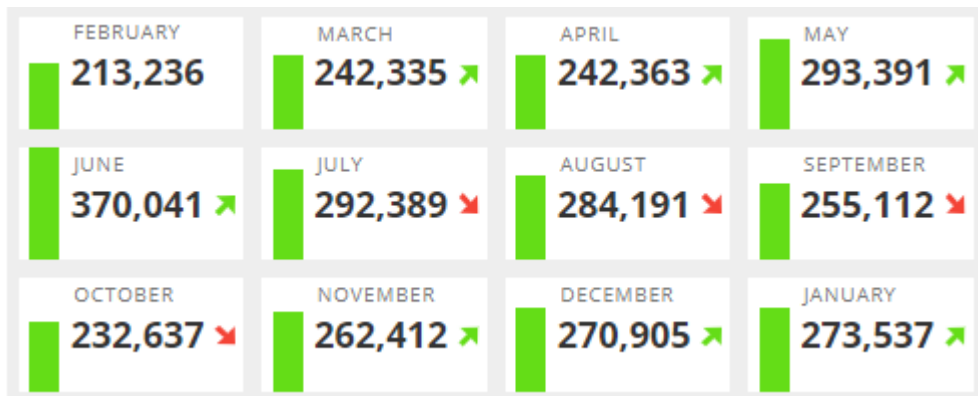 FEBRUARY
213,236
MARCH
242,335
APRIL
242,363
MAY
293,391
JUNE
370,041
JULY
292,389
AUGUST
284,191
SEPTEMBER
255,112
OCTOBER
232,637
NOVEMBER
262,412
DECEMBER
270,905
JANUARY
273,537